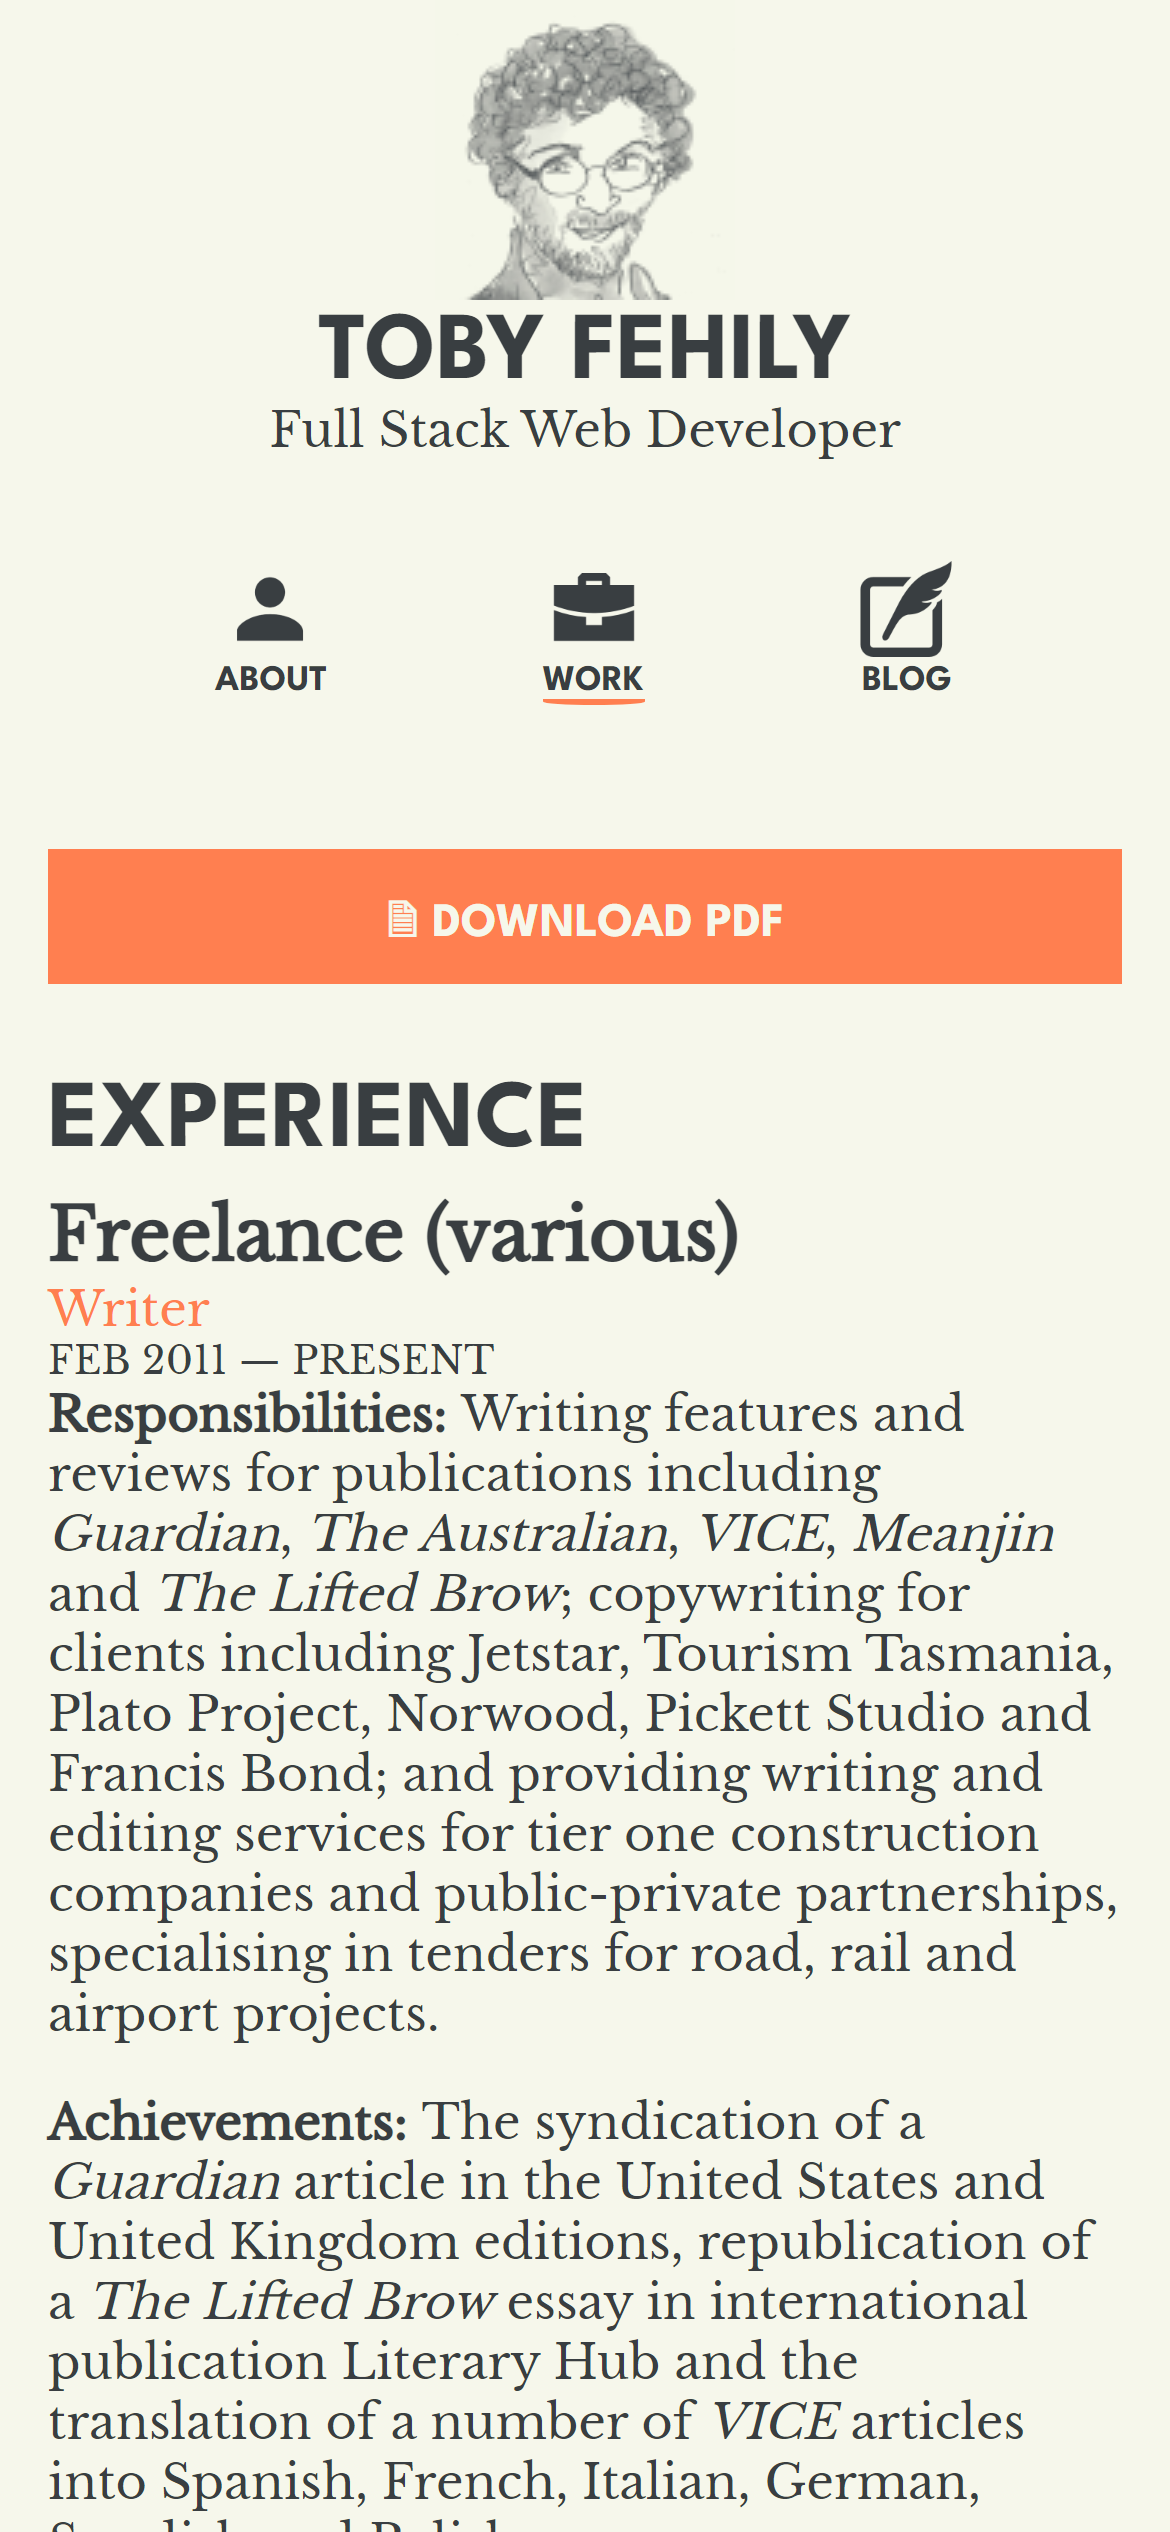 TOBY FEHILY
Full Stack Web Developer
ABOUT
WORK
BLOG
DOWNLOAD PDF
EXPERIENCE
Freelance (various)
Writer
FEB 2011 — PRESENT
Responsibilities: Writing features and
reviews for publications including
Guardian, The Australian, VICE, Meanjin
and The Lifted Brow; copywriting for
clients including Jetstar, Tourism Tasmania,
Plato Project, Norwood, Pickett Studio and
Francis Bond; and providing writing and
editing services for tier one construction
companies and public-private partnerships,
specialising in tenders for road, rail and
airport projects.
Achievements: The syndication of a
Guardian article in the United States and
United Kingdom editions, republication of
a The Lifted Brow essay in international
publication Literary Hub and the
translation of a number of VICE articles
into Spanish, French, Italian, German,